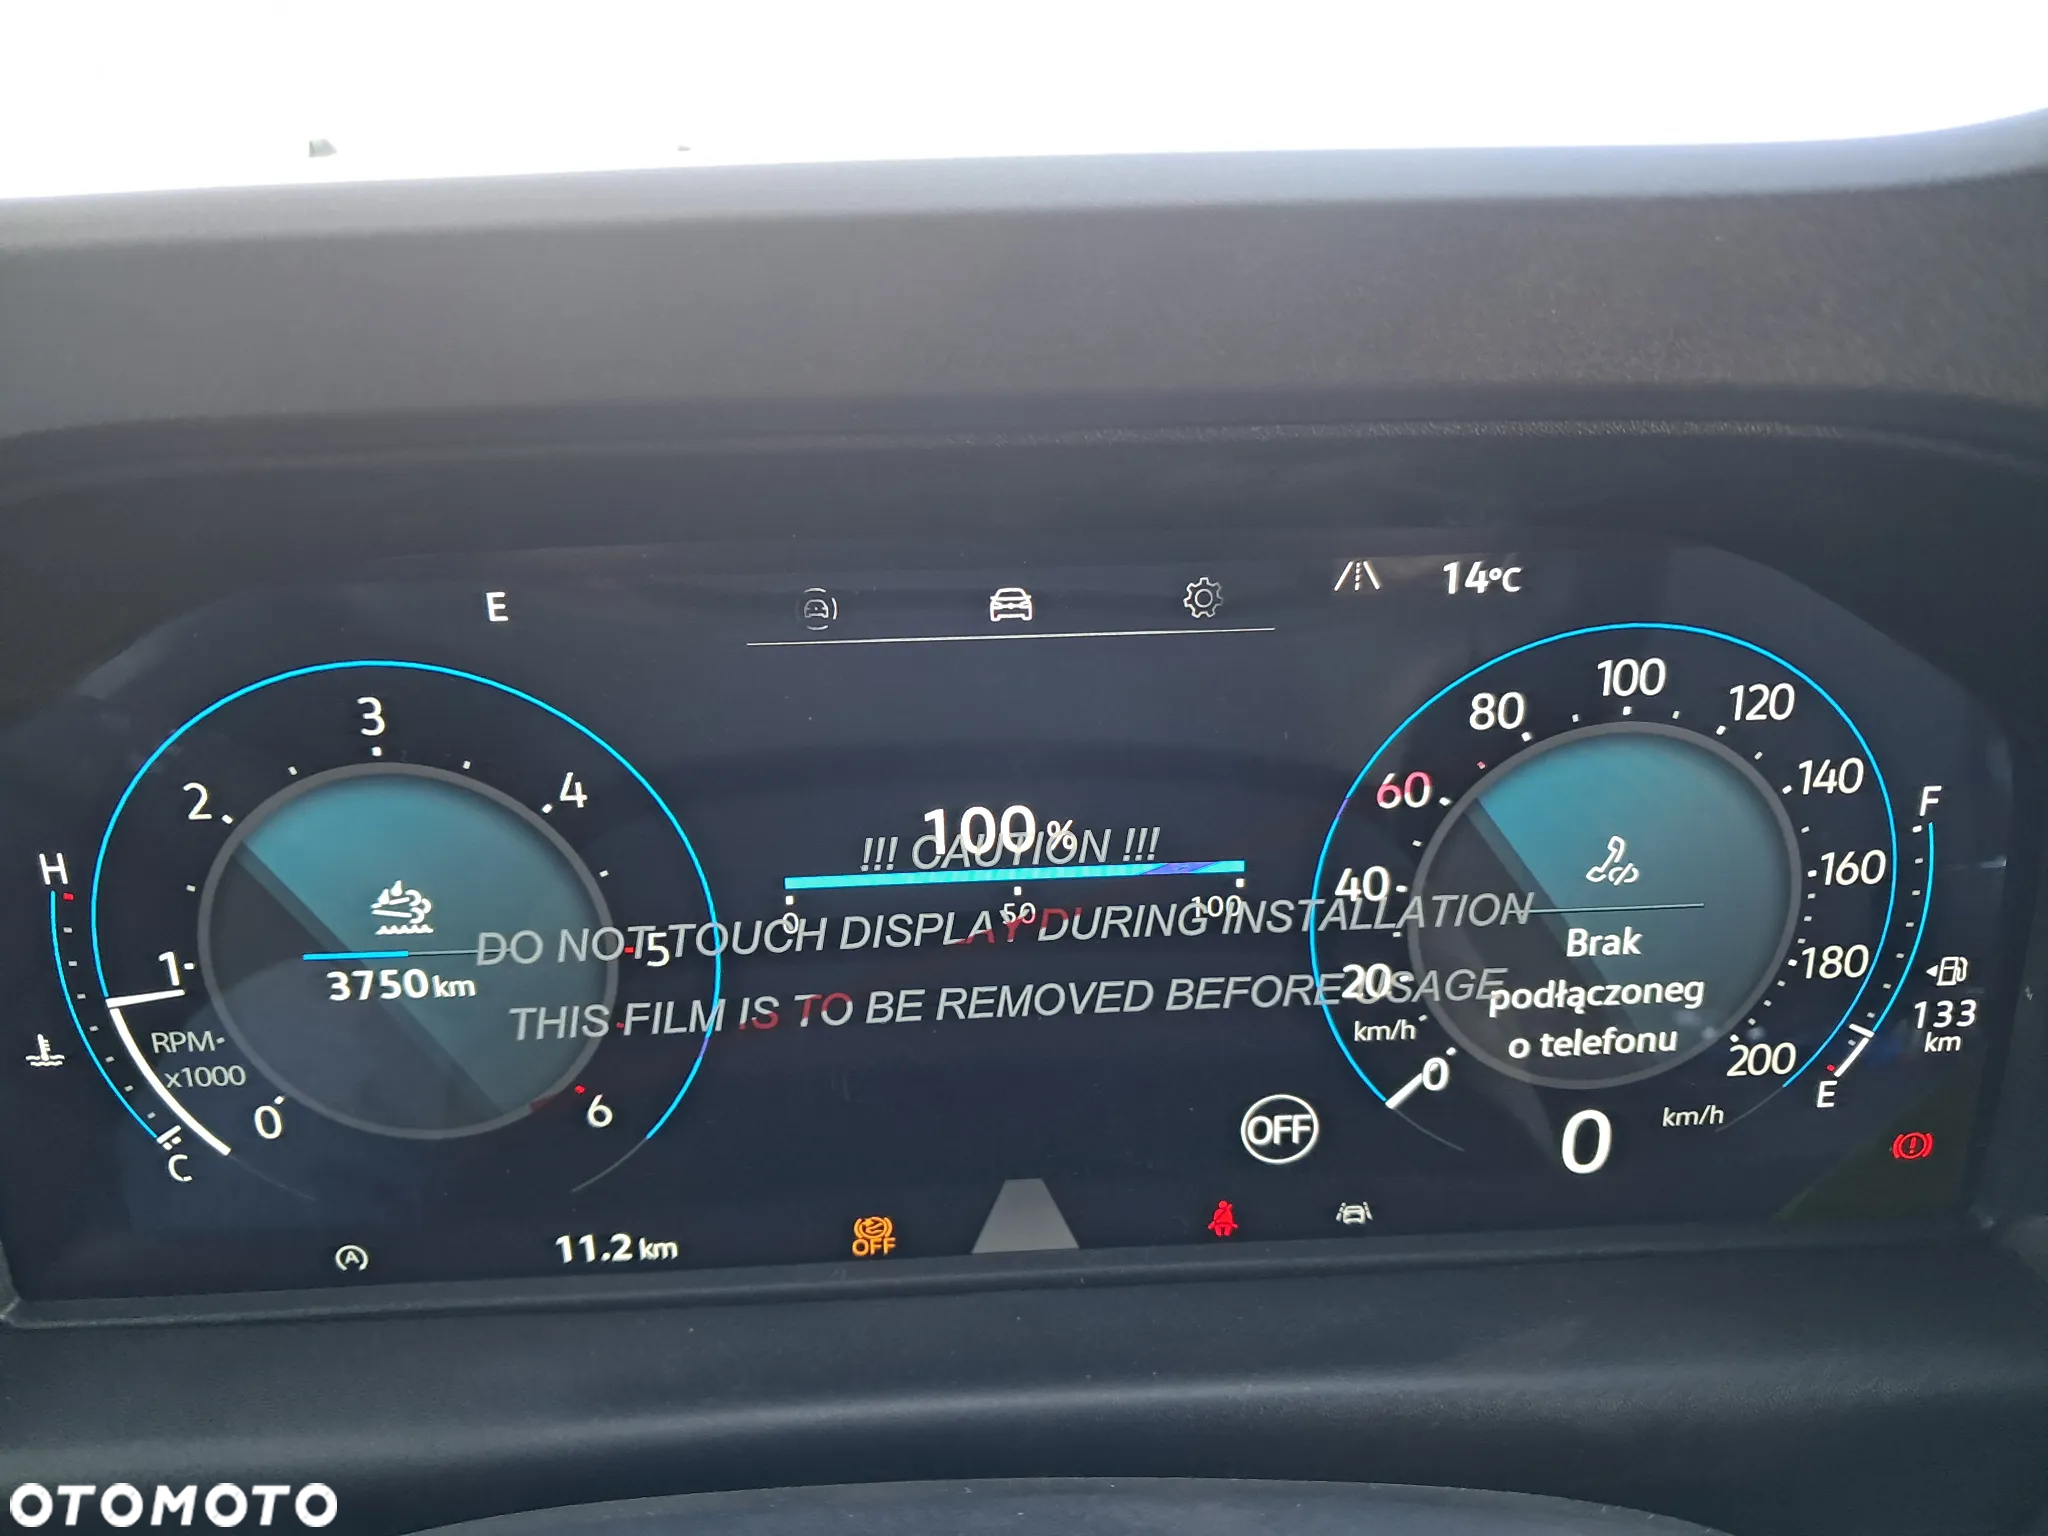 E
14°C
3
2
4
1
5
RPM
x1000
0
6
H
C
3750 km
100 %
0 50 100
!!! CAUTION !!!
DO NOT TOUCH DISPLAY DURING INSTALLATION
THIS FILM IS TO BE REMOVED BEFORE USAGE
100
80
120
60
140
40
160
20
180
km/h
0
200
Brak
podłączoneg
o telefonu
F
133
km
E
OFF
0 km/h
A
11.2 km
OFF
OTOMOTO